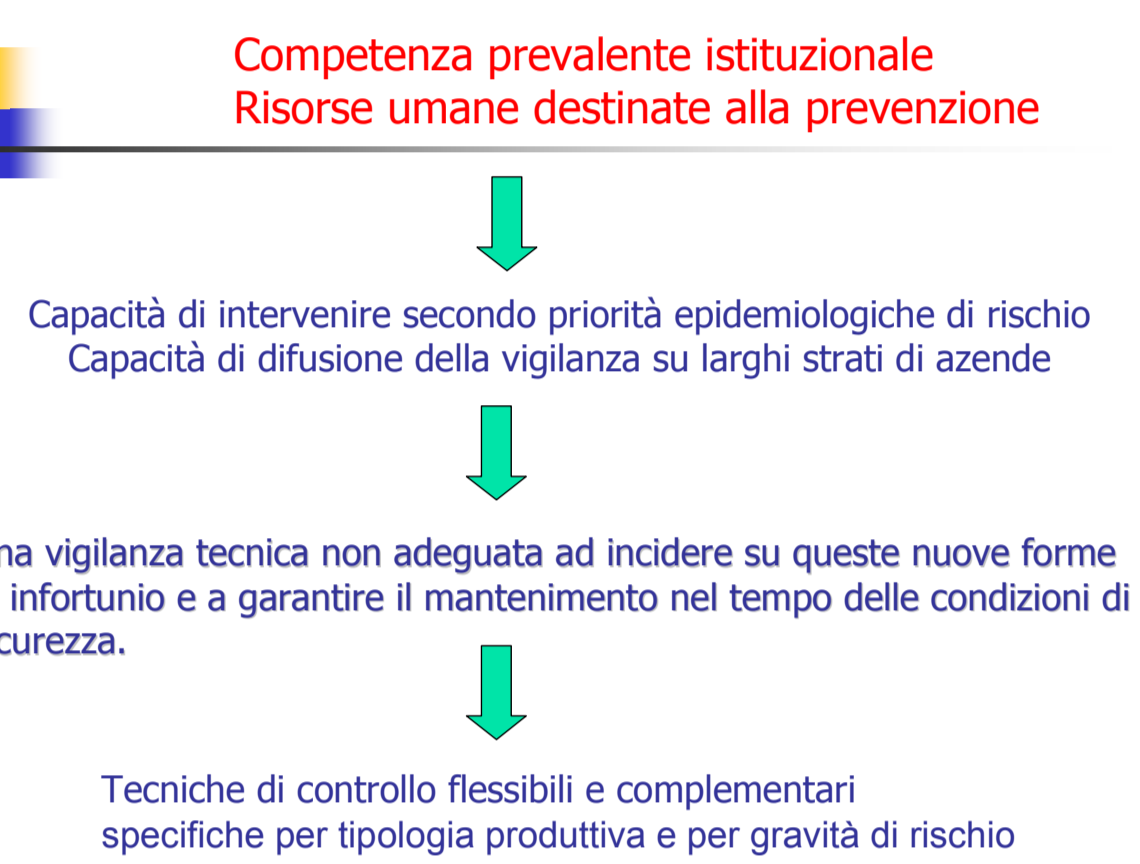 Competenza prevalente istituzionale
Risorse umane destinate alla prevenzione
Capacità di intervenire secondo priorità epidemiologiche di rischio
Capacità di difusione della vigilanza su larghi strati di azende
na vigilanza tecnica non adeguata ad incidere su queste nuove forme
infortunio e a garantire il mantenimento nel tempo delle condizioni di
curezza.
Tecniche di controllo flessibili e complementari
specifiche per tipologia produttiva e per gravità di rischio